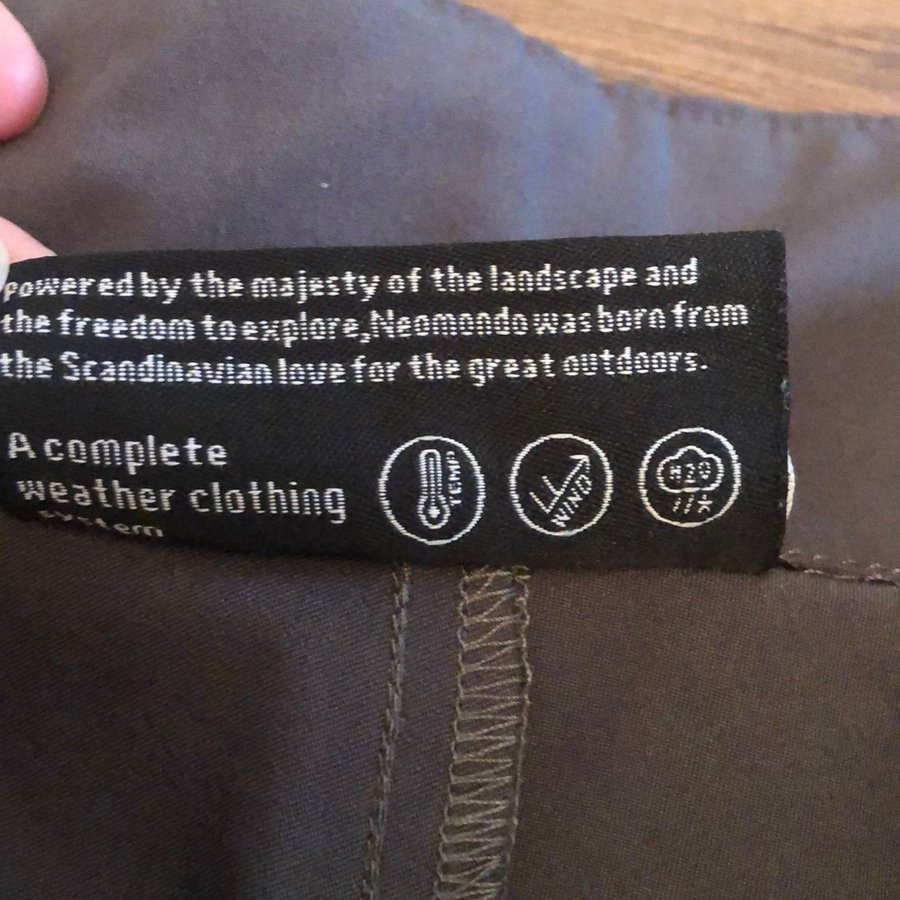 Powered by the majesty of the landscape and
the freedom to explore, Neomondo was born from
the Scandinavian love for the great outdoors.
A complete
weather clothing
system
TEMP
WIND
H2O